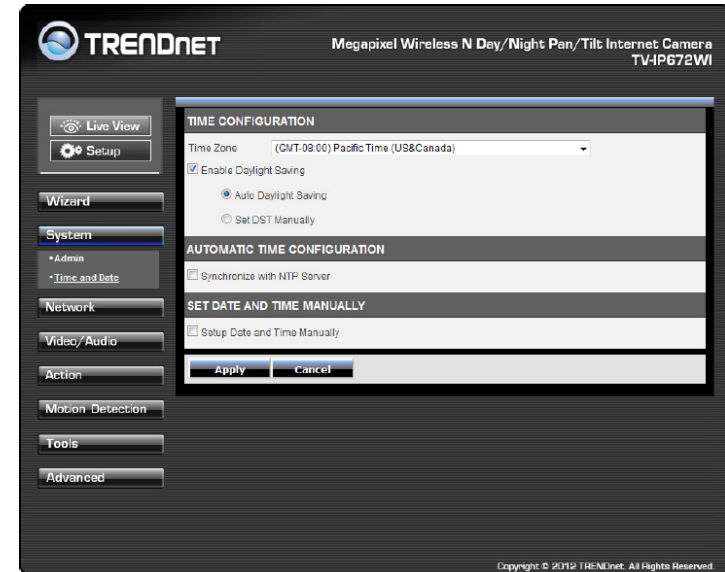 TRENDNET
Megapixel Wireless N Day/Night Pan/Tilt Internet Camera
TV-IP672WI
Live View
Setup
Wizard
System
•Admin
•Time and Date
Network
Video/Audio
Action
Motion Detection
Tools
Advanced
TIME CONFIGURATION
Time Zone (GMT-08:00) Pacific Time (US&Canada)
Enable Daylight Saving
Auto Daylight Saving
Set DST Manually
AUTOMATIC TIME CONFIGURATION
Synchronize with NTP Server
SET DATE AND TIME MANUALLY
Setup Date and Time Manually
Apply Cancel
Copyright © 2012 TRENDnet. All Rights Reserved.